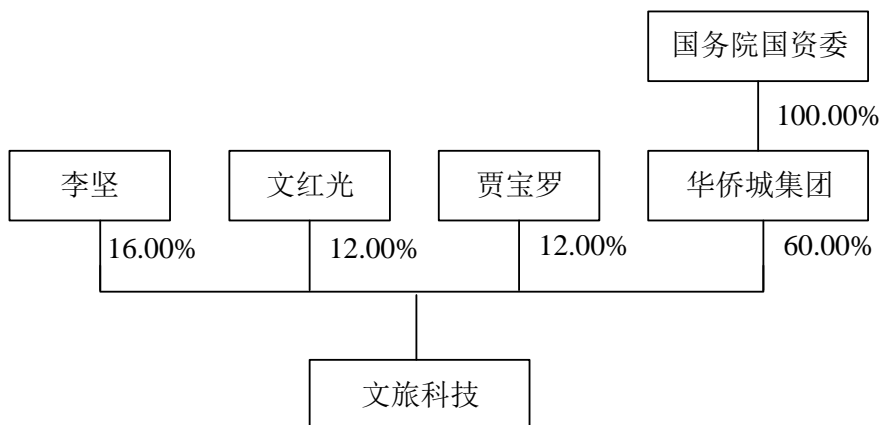 国务院国资委
100.00%
李坚
文红光
贾宝罗
华侨城集团
16.00%
12.00%
12.00%
60.00%
文旅科技